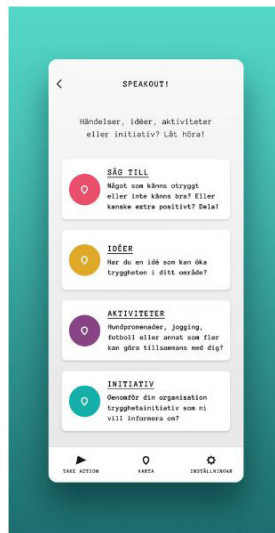 SPEAKOUT!
Händelser, idéer, aktiviteter
eller initiativ? Låt höra!
SÄG TILL
Något som känns otryggt
eller inte känns bra? Eller
kanske extra positivt? Dela!
IDÉER
Har du en idé som kan öka
tryggheten i ditt område?
AKTIVITETER
Hundpromenader, jogging,
fotboll eller annat som fler
kan göra tillsammans med dig?
INITIATIV
Genomför din organisation
trygghetsinitiativ som ni
vill informera om?
TAKE ACTION
KARTA
INSTÄLLNINGAR